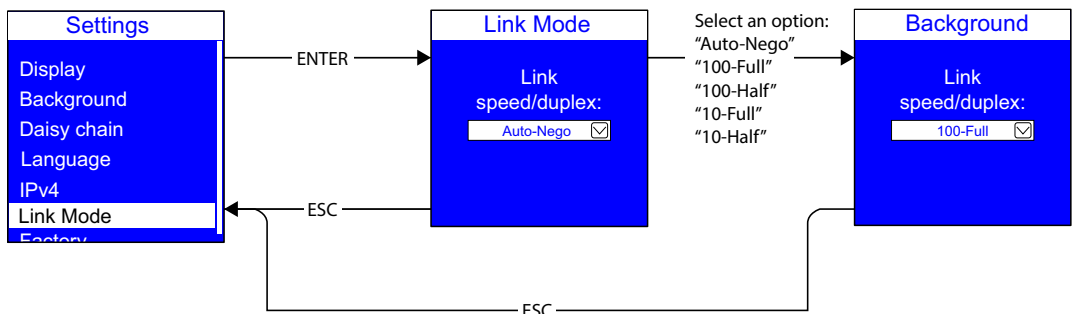 Settings
Display
Background
Daisy chain
Language
IPv4
Link Mode
Factory
ENTER
Link Mode
Link
speed/duplex:
Auto-Nego
ESC
Select an option:
“Auto-Nego”
“100-Full”
“100-Half”
“10-Full”
“10-Half”
Background
Link
speed/duplex:
100-Full
ESC